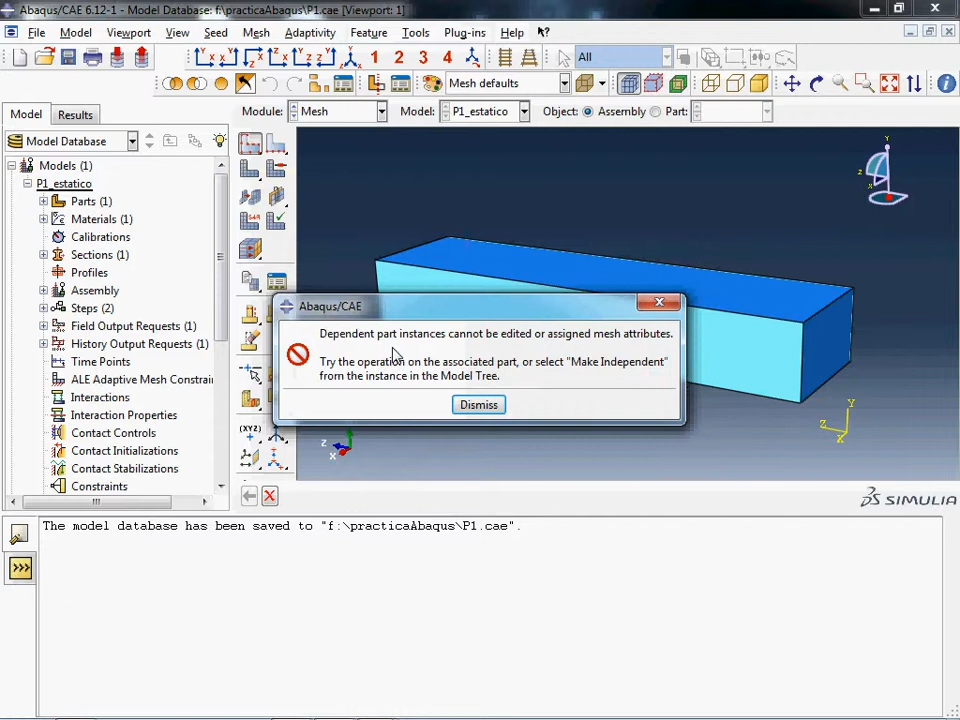 Abaqus/CAE 6.12-1 - Model Database: f:\practicaAbaqus\P1.cae [Viewport: 1]
File Model Viewport View Seed Mesh Adaptivity Feature Tools Plug-ins Help
1 2 3 4 All
Mesh defaults
Model Results Module: Mesh Model: P1_estatico Object: Assembly Part:
Model Database
Models (1)
P1_estatico
Parts (1)
Materials (1)
Calibrations
Sections (1)
Profiles
Assembly
Steps (2)
Field Output Requests (1)
History Output Requests (1)
Time Points
ALE Adaptive Mesh Constrain
Interactions
Interaction Properties
Contact Controls
Contact Initializations
Contact Stabilizations
Constraints
(XYZ)
Y
Z
X
Abaqus/CAE
Dependent part instances cannot be edited or assigned mesh attributes.
Try the operation on the associated part, or select "Make Independent"
from the instance in the Model Tree.
Dismiss
Y
Z
X
Z
X
SIMULIA
The model database has been saved to "f:\practicaAbaqus\P1.cae".
>>>